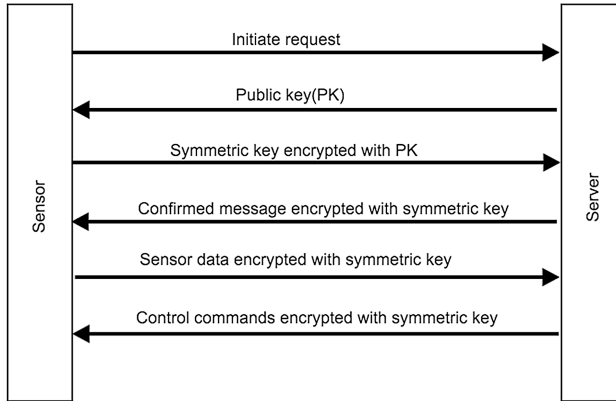 Initiate request
Public key(PK)
Symmetric key encrypted with PK
Sensor
Server
Confirmed message encrypted with symmetric key
Sensor data encrypted with symmetric key
Control commands encrypted with symmetric key